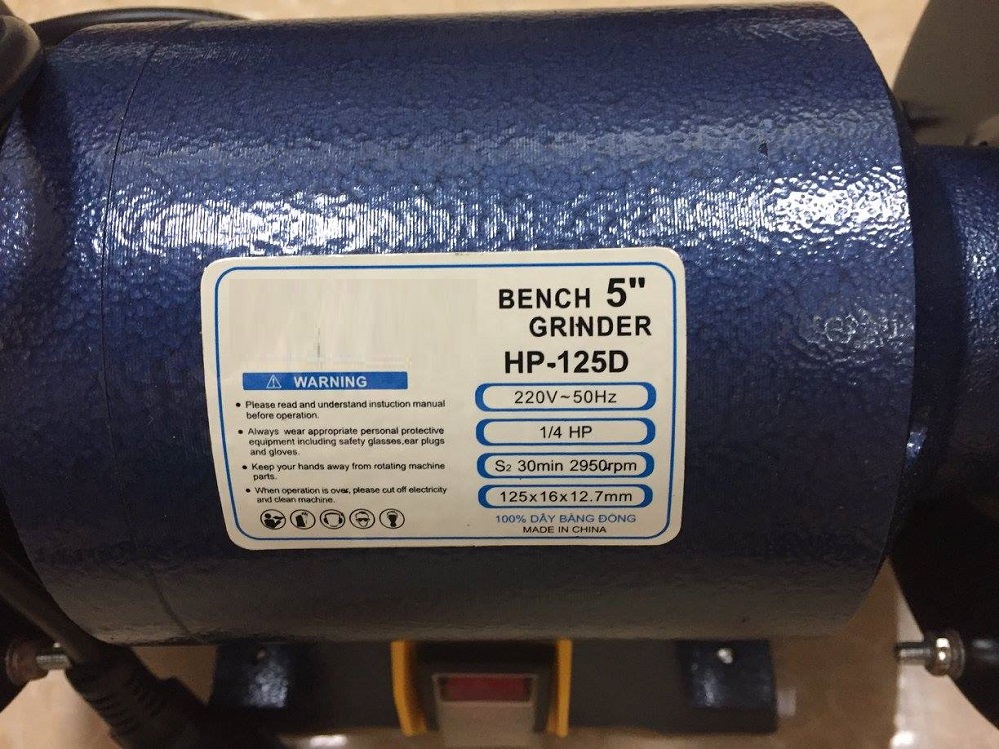 BENCH 5"
GRINDER
HP-125D
220V~50Hz
1/4 HP
S2 30min 2950rpm
125x16x12.7mm
100% DÂY BẰNG ĐỒNG
MADE IN CHINA
⚠ WARNING
• Please read and understand instuction manual
before operation.
• Always wear appropriate personal protective
equipment including safety glasses,ear plugs
and gloves.
• Keep your hands away from rotating machine
parts.
• When operation is over, please cut off electricity
and clean machine.